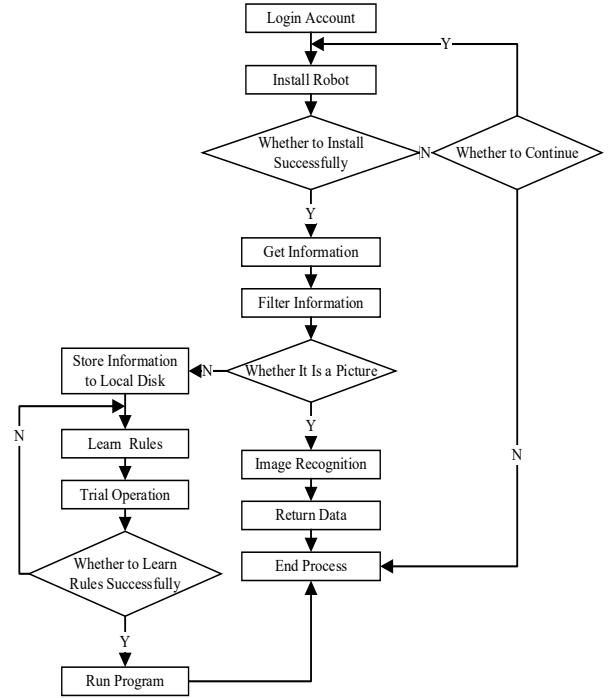 Login Account
Y
Install Robot
Whether to Install
Successfully
N
Whether to Continue
Y
Get Information
Filter Information
Store Information
to Local Disk
N
Whether It Is a Picture
N
Y
Learn Rules
N
Image Recognition
Trial Operation
Return Data
Whether to Learn
Rules Successfully
End Process
Y
Run Program